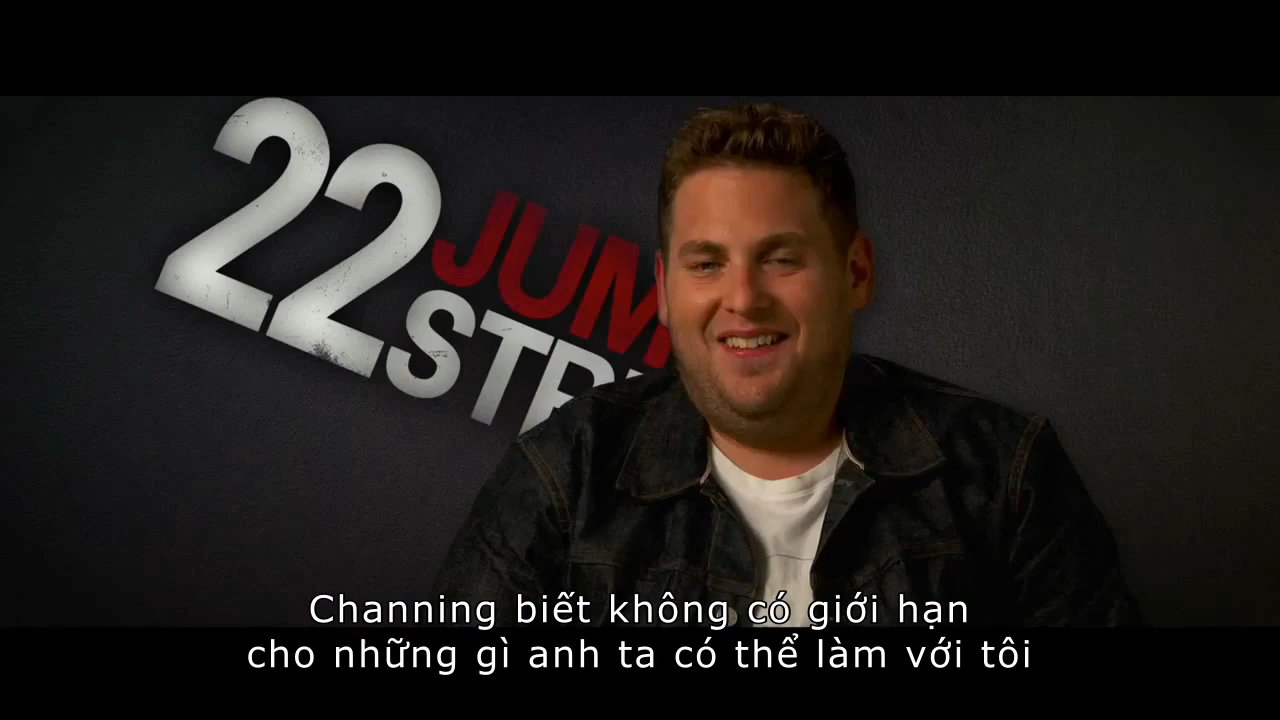 22 JUM
STR
Channing biết không có giới hạn
cho những gì anh ta có thể làm với tôi